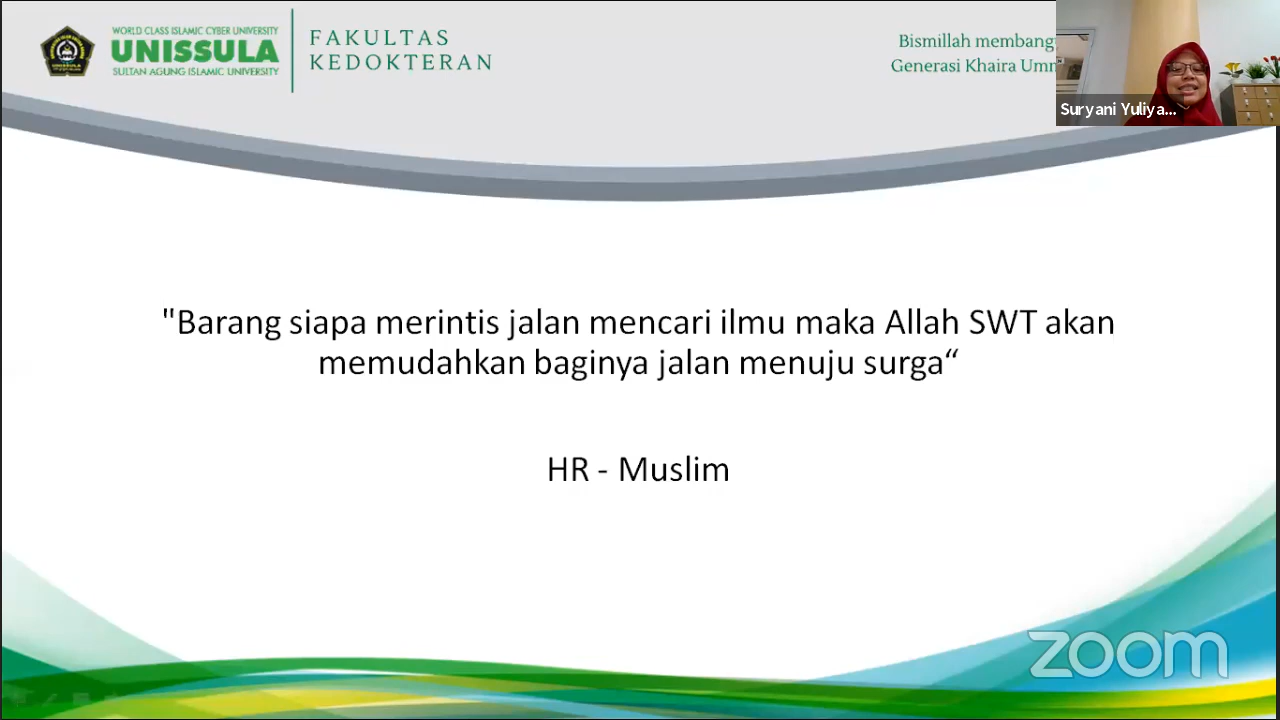 WORLD CLASS ISLAMIC CYBER UNIVERSITY
UNISSULA
SULTAN AGUNG ISLAMIC UNIVERSITY
FAKULTAS
KEDOKTERAN
Bismillah membang
Generasi Khaira Umm
Suryani Yuliya...
"Barang siapa merintis jalan mencari ilmu maka Allah SWT akan
memudahkan baginya jalan menuju surga“
HR - Muslim
zoom